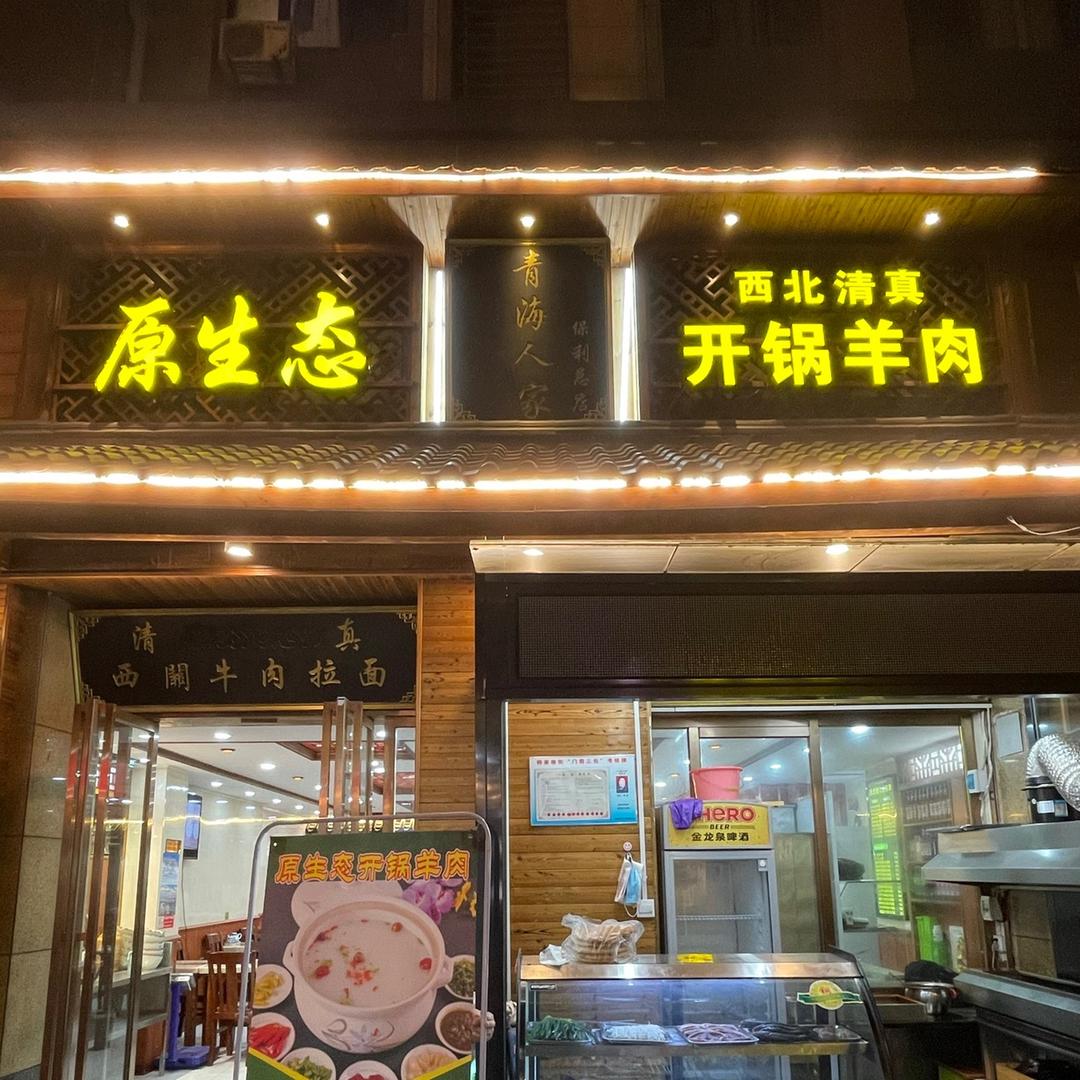 原生态
青海人家
保利总店
西北清真
开锅羊肉
清 真
西關牛肉拉面
原生态开锅羊肉
HERO
BEER
金龙泉啤酒